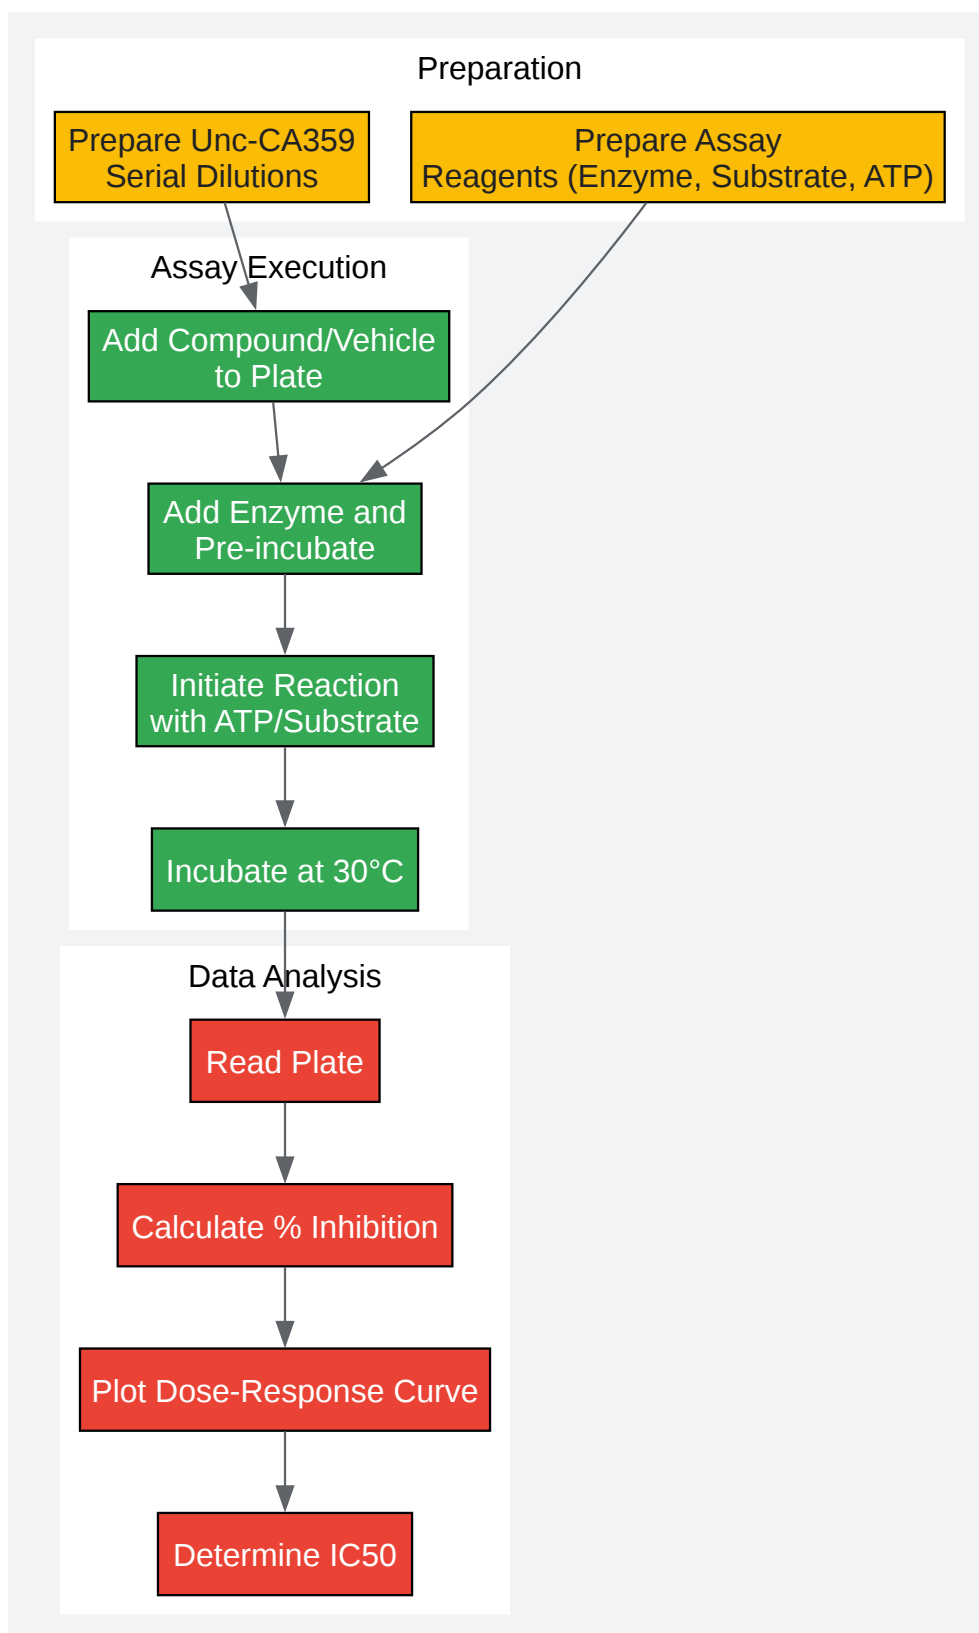 Preparation
Prepare Unc-CA359
Serial Dilutions
Prepare Assay
Reagents (Enzyme, Substrate, ATP)
Assay Execution
Add Compound/Vehicle
to Plate
Add Enzyme and
Pre-incubate
Initiate Reaction
with ATP/Substrate
Incubate at 30°C
Data Analysis
Read Plate
Calculate % Inhibition
Plot Dose-Response Curve
Determine IC50